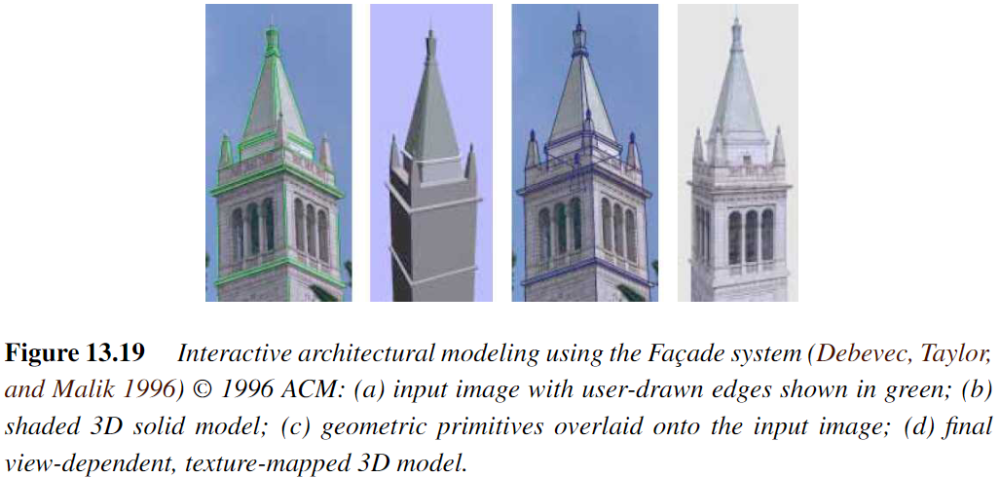 Figure 13.19 Interactive architectural modeling using the Façade system (Debevec, Taylor,
and Malik 1996) © 1996 ACM: (a) input image with user-drawn edges shown in green; (b)
shaded 3D solid model; (c) geometric primitives overlaid onto the input image; (d) final
view-dependent, texture-mapped 3D model.